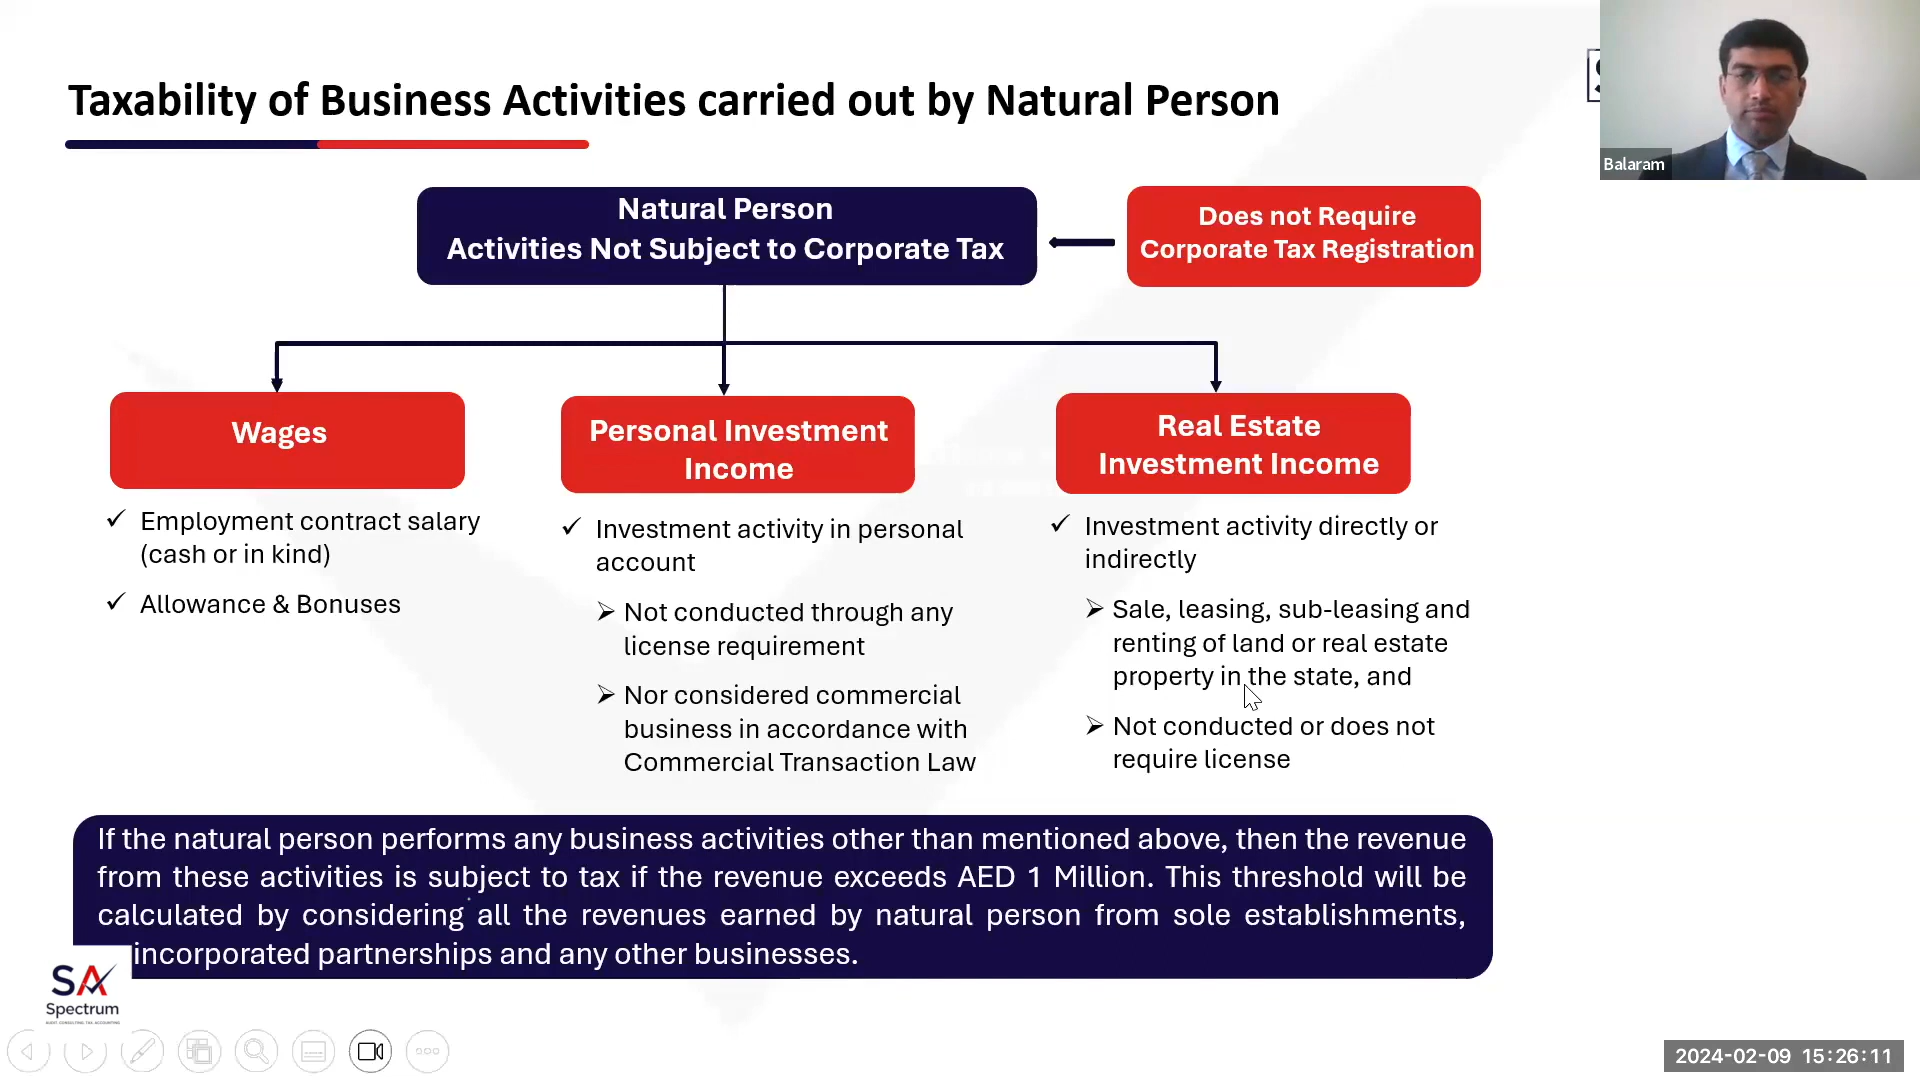 Taxability of Business Activities carried out by Natural Person
Balaram
Natural Person
Activities Not Subject to Corporate Tax
Does not Require
Corporate Tax Registration
Wages
✓ Employment contract salary
(cash or in kind)
✓ Allowance & Bonuses
Personal Investment
Income
✓ Investment activity in personal
account
➢ Not conducted through any
license requirement
➢ Nor considered commercial
business in accordance with
Commercial Transaction Law
Real Estate
Investment Income
✓ Investment activity directly or
indirectly
➢ Sale, leasing, sub-leasing and
renting of land or real estate
property in the state, and
➢ Not conducted or does not
require license
If the natural person performs any business activities other than mentioned above, then the revenue
from these activities is subject to tax if the revenue exceeds AED 1 Million. This threshold will be
calculated by considering all the revenues earned by natural person from sole establishments,
incorporated partnerships and any other businesses.
SA
Spectrum
AUDIT. CONSULTING. TAX. ACCOUNTING
2024-02-09 15:26:11